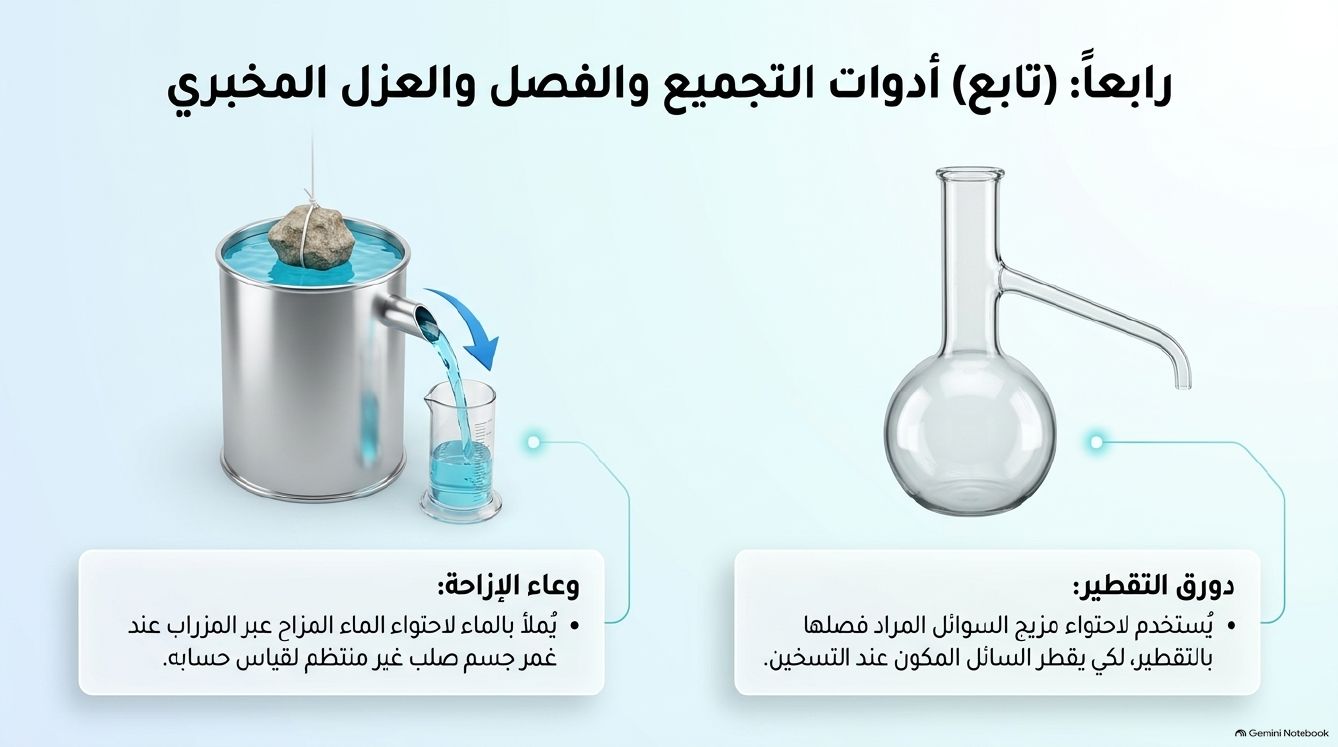 رابعاً: (تابع) أدوات التجميع والفصل والعزل المخبري
دورق التقطير:
• يُستخدم لاحتواء مزيج السوائل المراد فصلها
بالتقطير، لكي يقطر السائل المكون عند التسخين.
وعاء الإزاحة:
• يُملأ بالماء لاحتواء الماء المزاح عبر المزراب عند
غمر جسم صلب غير منتظم لقياس حسابه.
Gemini Notebook